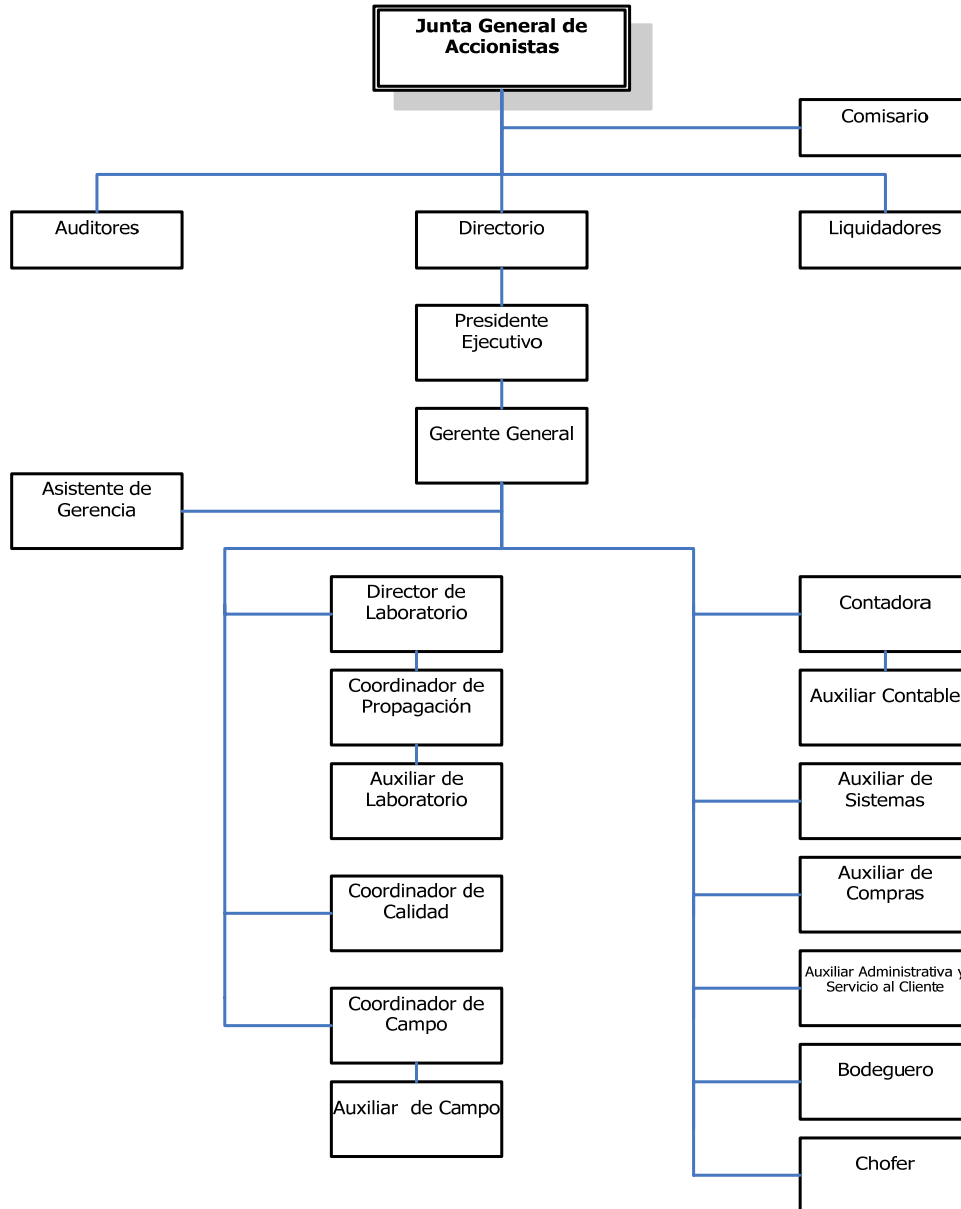 Junta General de
Accionistas
Comisario
Auditores
Directorio
Liquidadores
Presidente
Ejecutivo
Gerente General
Asistente de
Gerencia
Director de
Laboratorio
Contadora
Coordinador de
Propagación
Auxiliar Contable
Auxiliar de
Laboratorio
Auxiliar de
Sistemas
Coordinador de
Calidad
Auxiliar de
Compras
Auxiliar Administrativa y
Servicio al Cliente
Coordinador de
Campo
Bodeguero
Auxiliar de Campo
Chofer